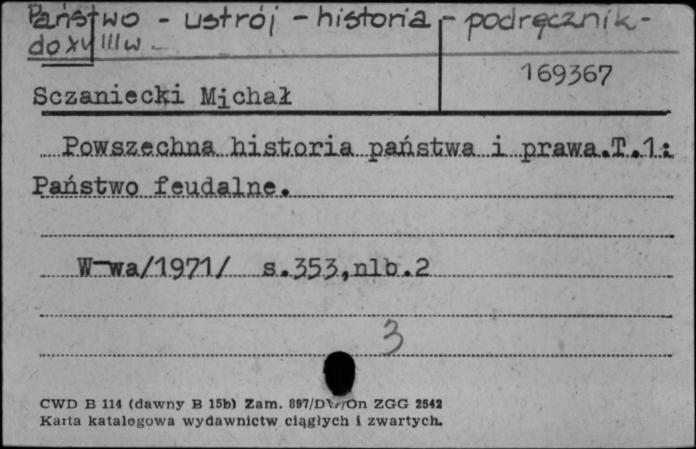 Państwo - ustrój - historia - podręcznik -
do XVIII w -
169367
Sczaniecki Michał
Powszechna historia państwa i prawa.T.1:
Państwo feudalne.
W-wa/1971/ s.353,nlb.2
3
CWD B 114 (dawny B 15b) Zam. 897/DW/On ZGG 2542
Karta katalogowa wydawnictw ciągłych i zwartych.